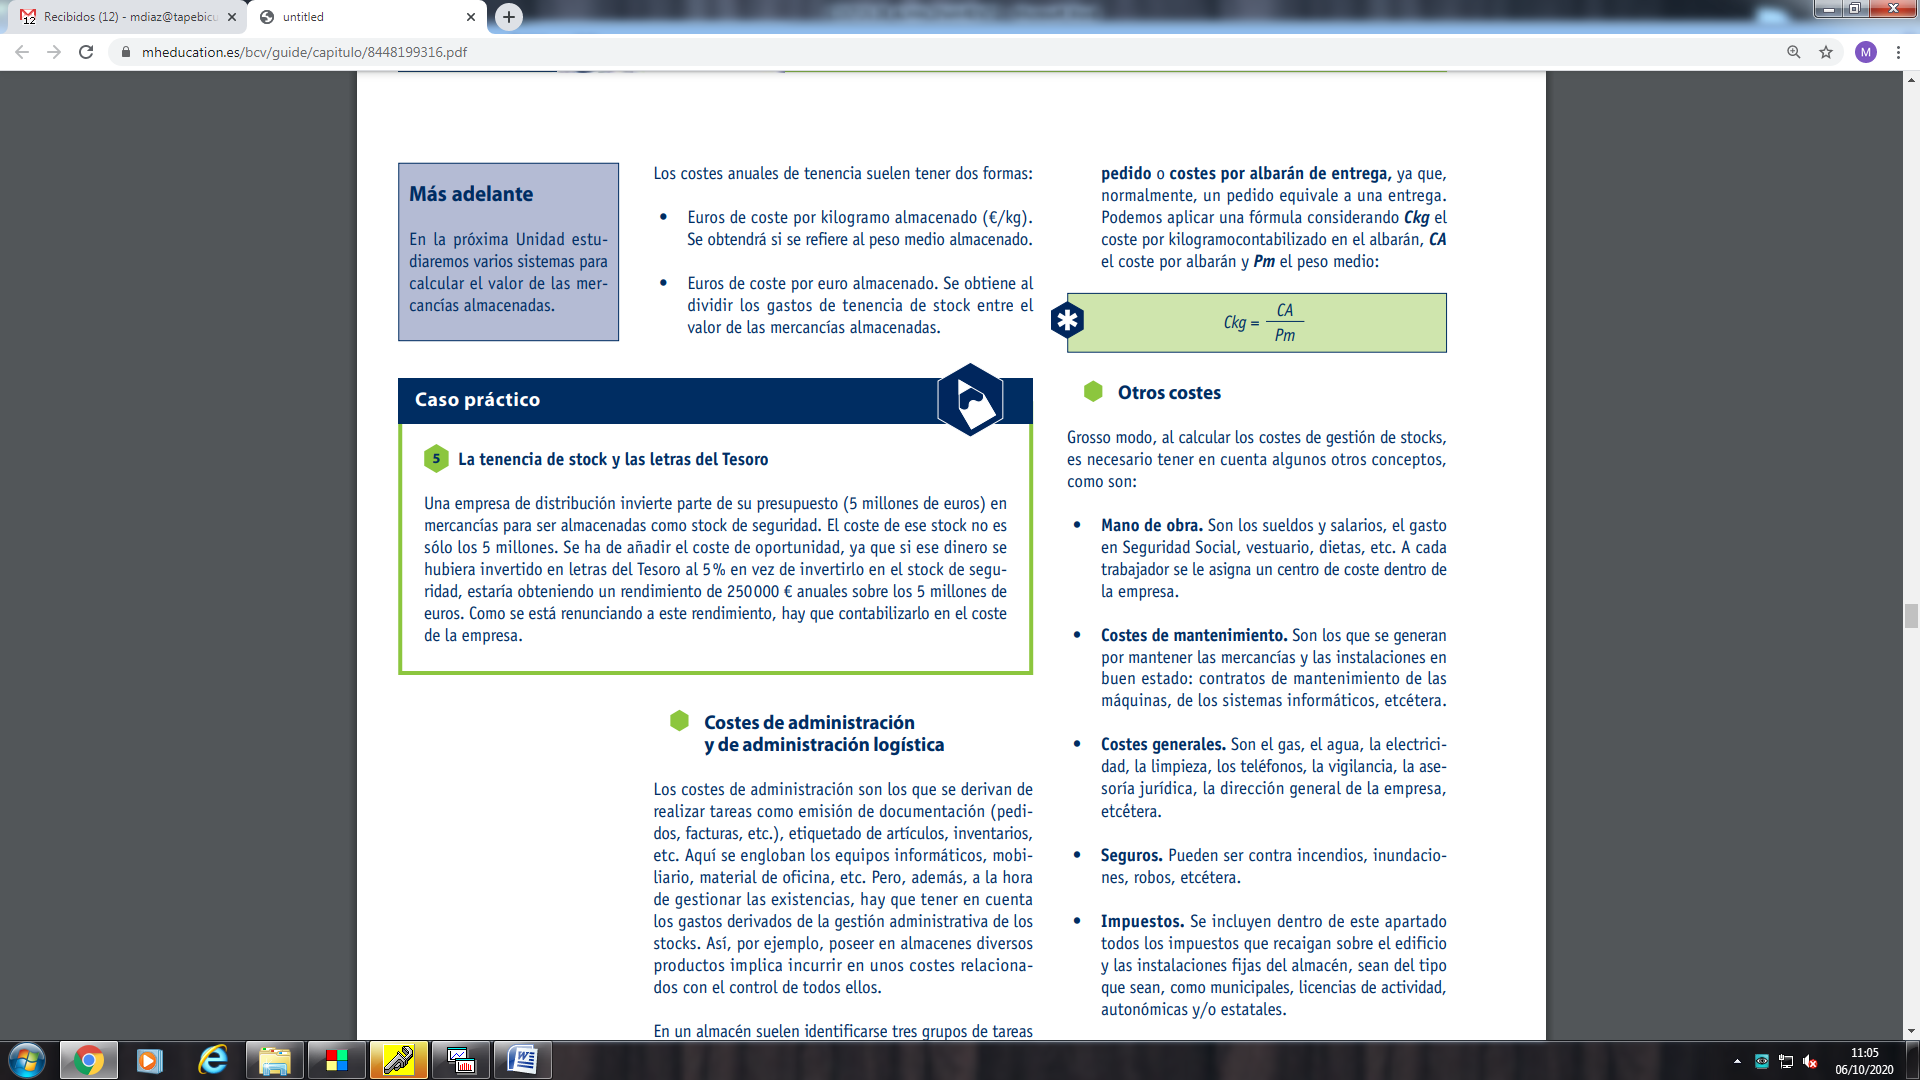 Recibidos (12) - mdiaz@tapebicu
untitled
mheducation.es/bcv/guide/capitulo/8448199316.pdf
M
Más adelante
En la próxima Unidad estu-
diaremos varios sistemas para
calcular el valor de las mer-
cancías almacenadas.
Los costes anuales de tenencia suelen tener dos formas:
• Euros de coste por kilogramo almacenado (€/kg).
Se obtendrá si se refiere al peso medio almacenado.
• Euros de coste por euro almacenado. Se obtiene al
dividir los gastos de tenencia de stock entre el
valor de las mercancías almacenadas.
Caso práctico
5 La tenencia de stock y las letras del Tesoro
Una empresa de distribución invierte parte de su presupuesto (5 millones de euros) en
mercancías para ser almacenadas como stock de seguridad. El coste de ese stock no es
sólo los 5 millones. Se ha de añadir el coste de oportunidad, ya que si ese dinero se
hubiera invertido en letras del Tesoro al 5 % en vez de invertirlo en el stock de segu-
ridad, estaría obteniendo un rendimiento de 250 000 € anuales sobre los 5 millones de
euros. Como se está renunciando a este rendimiento, hay que contabilizarlo en el coste
de la empresa.
Costes de administración
y de administración logística
Los costes de administración son los que se derivan de
realizar tareas como emisión de documentación (pedi-
dos, facturas, etc.), etiquetado de artículos, inventarios,
etc. Aquí se engloban los equipos informáticos, mobi-
liario, material de oficina, etc. Pero, además, a la hora
de gestionar las existencias, hay que tener en cuenta
los gastos derivados de la gestión administrativa de los
stocks. Así, por ejemplo, poseer en almacenes diversos
productos implica incurrir en unos costes relaciona-
dos con el control de todos ellos.
En un almacén suelen identificarse tres grupos de tareas
pedido o costes por albarán de entrega, ya que,
normalmente, un pedido equivale a una entrega.
Podemos aplicar una fórmula considerando Ckg el
coste por kilogramocontabilizado en el albarán, CA
el coste por albarán y Pm el peso medio:
Ckg = CA
Pm
Otros costes
Grosso modo, al calcular los costes de gestión de stocks,
es necesario tener en cuenta algunos otros conceptos,
como son:
• Mano de obra. Son los sueldos y salarios, el gasto
en Seguridad Social, vestuario, dietas, etc. A cada
trabajador se le asigna un centro de coste dentro de
la empresa.
• Costes de mantenimiento. Son los que se generan
por mantener las mercancías y las instalaciones en
buen estado: contratos de mantenimiento de las
máquinas, de los sistemas informáticos, etcétera.
• Costes generales. Son el gas, el agua, la electrici-
dad, la limpieza, los teléfonos, la vigilancia, la ase-
soría jurídica, la dirección general de la empresa,
etcétera.
• Seguros. Pueden ser contra incendios, inundacio-
nes, robos, etcétera.
• Impuestos. Se incluyen dentro de este apartado
todos los impuestos que recaigan sobre el edificio
y las instalaciones fijas del almacén, sean del tipo
que sean, como municipales, licencias de actividad,
autonómicas y/o estatales.
11:05
06/10/2020